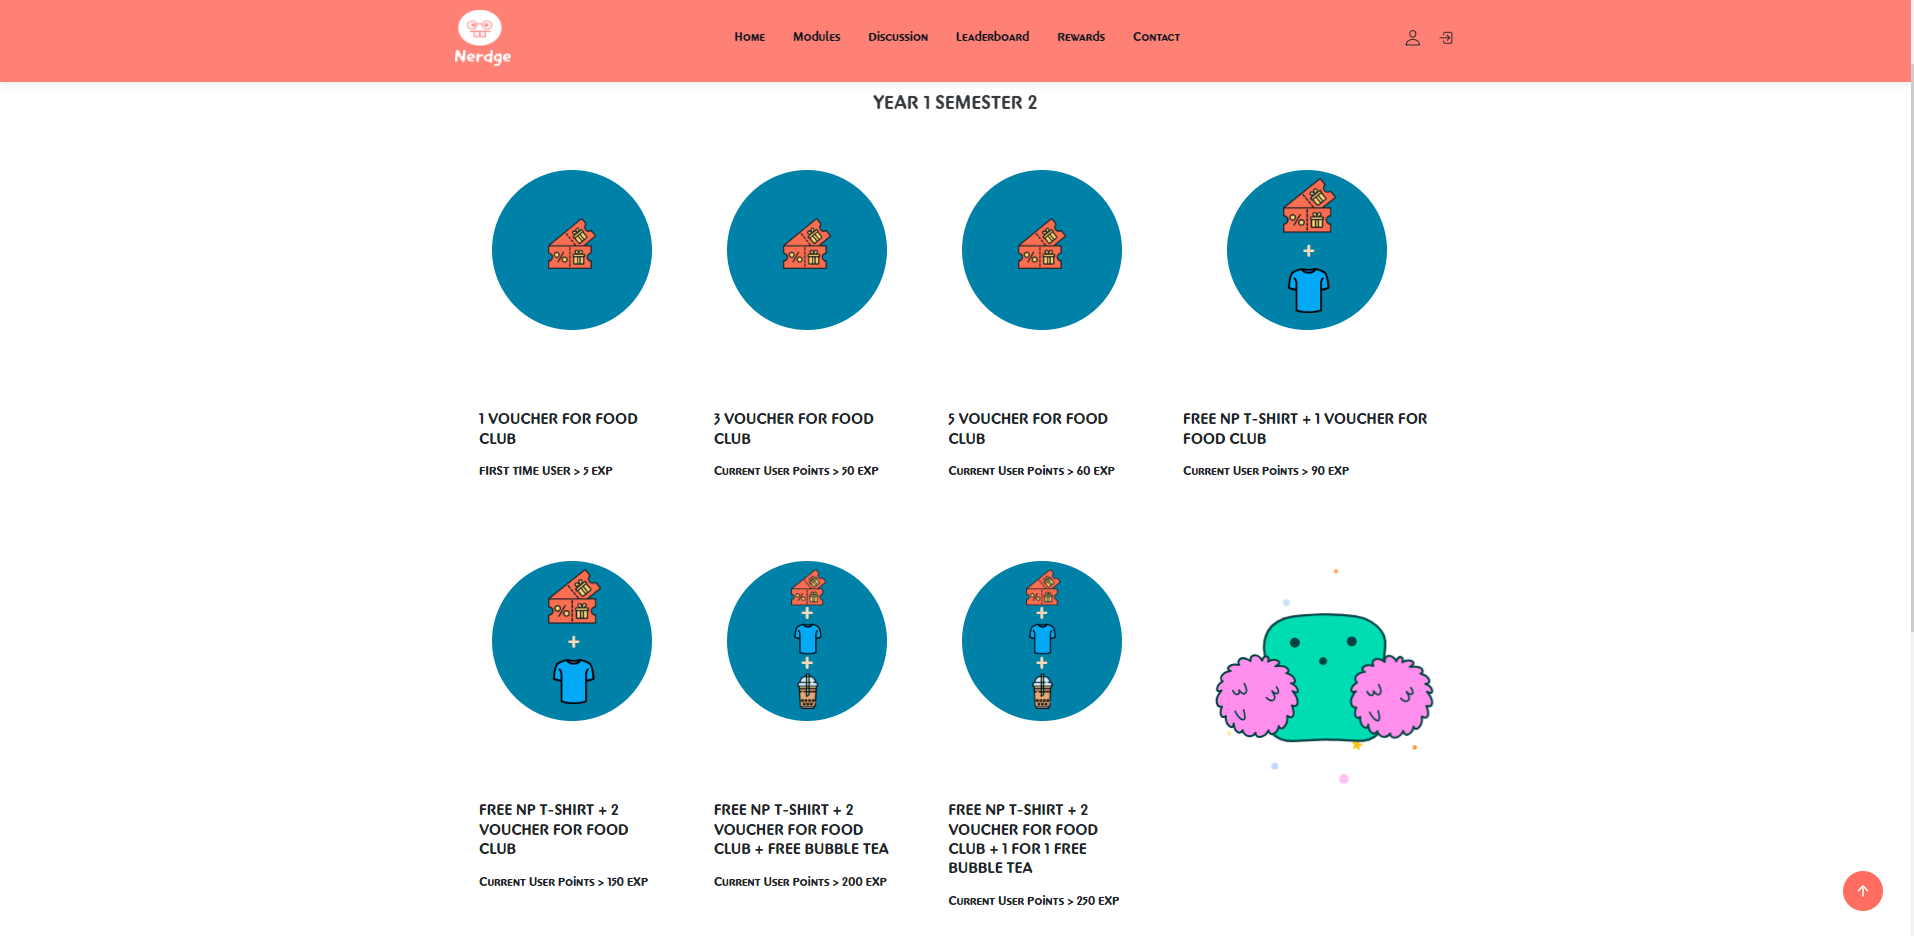 Nerdge
Home Modules Discussion Leaderboard Rewards Contact
YEAR 1 SEMESTER 2
1 VOUCHER FOR FOOD
CLUB
FIRST TIME USER > 5 EXP
3 VOUCHER FOR FOOD
CLUB
Current User Points > 50 EXP
5 VOUCHER FOR FOOD
CLUB
Current User Points > 60 EXP
FREE NP T-SHIRT + 1 VOUCHER FOR
FOOD CLUB
Current User Points > 90 EXP
FREE NP T-SHIRT + 2
VOUCHER FOR FOOD
CLUB
Current User Points > 150 EXP
FREE NP T-SHIRT + 2
VOUCHER FOR FOOD
CLUB + FREE BUBBLE TEA
Current User Points > 200 EXP
FREE NP T-SHIRT + 2
VOUCHER FOR FOOD
CLUB + 1 FOR 1 FREE
BUBBLE TEA
Current User Points > 250 EXP